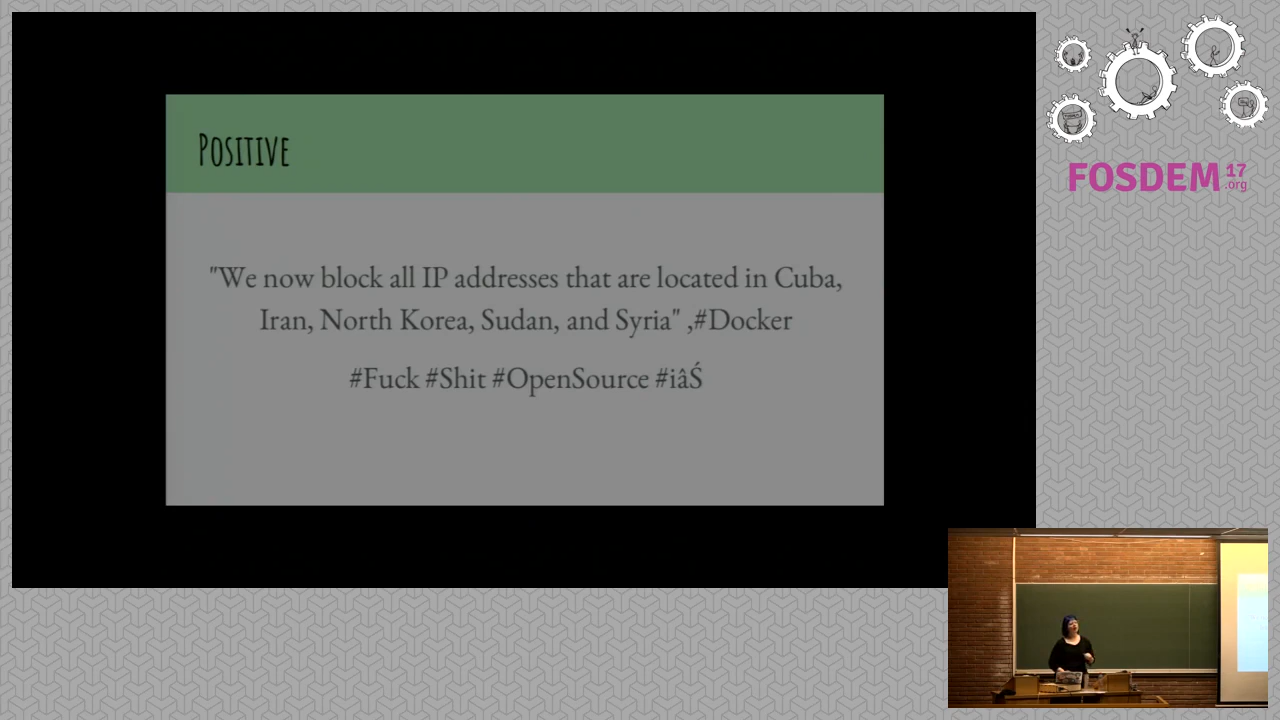 Positive
"We now block all IP addresses that are located in Cuba,
Iran, North Korea, Sudan, and Syria" ,#Docker
#Fuck #Shit #OpenSource #iâŚ
FOSDEM 17
.org